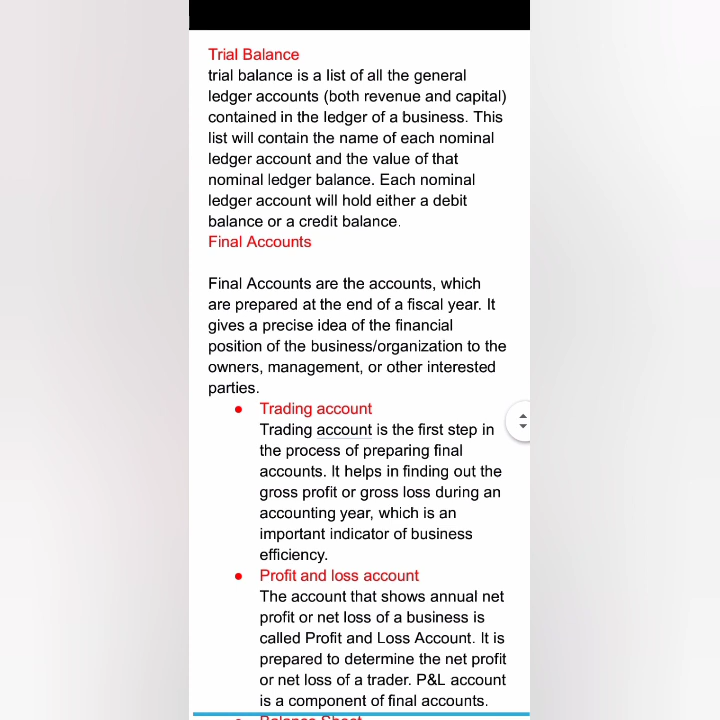 Trial Balance
trial balance is a list of all the general
ledger accounts (both revenue and capital)
contained in the ledger of a business. This
list will contain the name of each nominal
ledger account and the value of that
nominal ledger balance. Each nominal
ledger account will hold either a debit
balance or a credit balance.
Final Accounts
Final Accounts are the accounts, which
are prepared at the end of a fiscal year. It
gives a precise idea of the financial
position of the business/organization to the
owners, management, or other interested
parties.
● Trading account
Trading account is the first step in
the process of preparing final
accounts. It helps in finding out the
gross profit or gross loss during an
accounting year, which is an
important indicator of business
efficiency.
● Profit and loss account
The account that shows annual net
profit or net loss of a business is
called Profit and Loss Account. It is
prepared to determine the net profit
or net loss of a trader. P&L account
is a component of final accounts.
● Balance Sheet